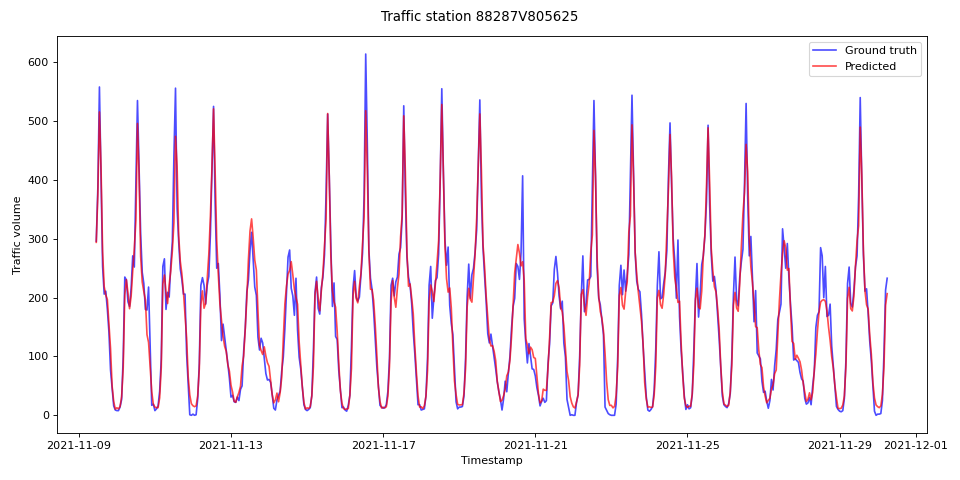 Traffic station 88287V805625
Ground truth
Predicted
Traffic volume
600
500
400
300
200
100
0
2021-11-09
2021-11-13
2021-11-17
2021-11-21
2021-11-25
2021-11-29
2021-12-01
Timestamp